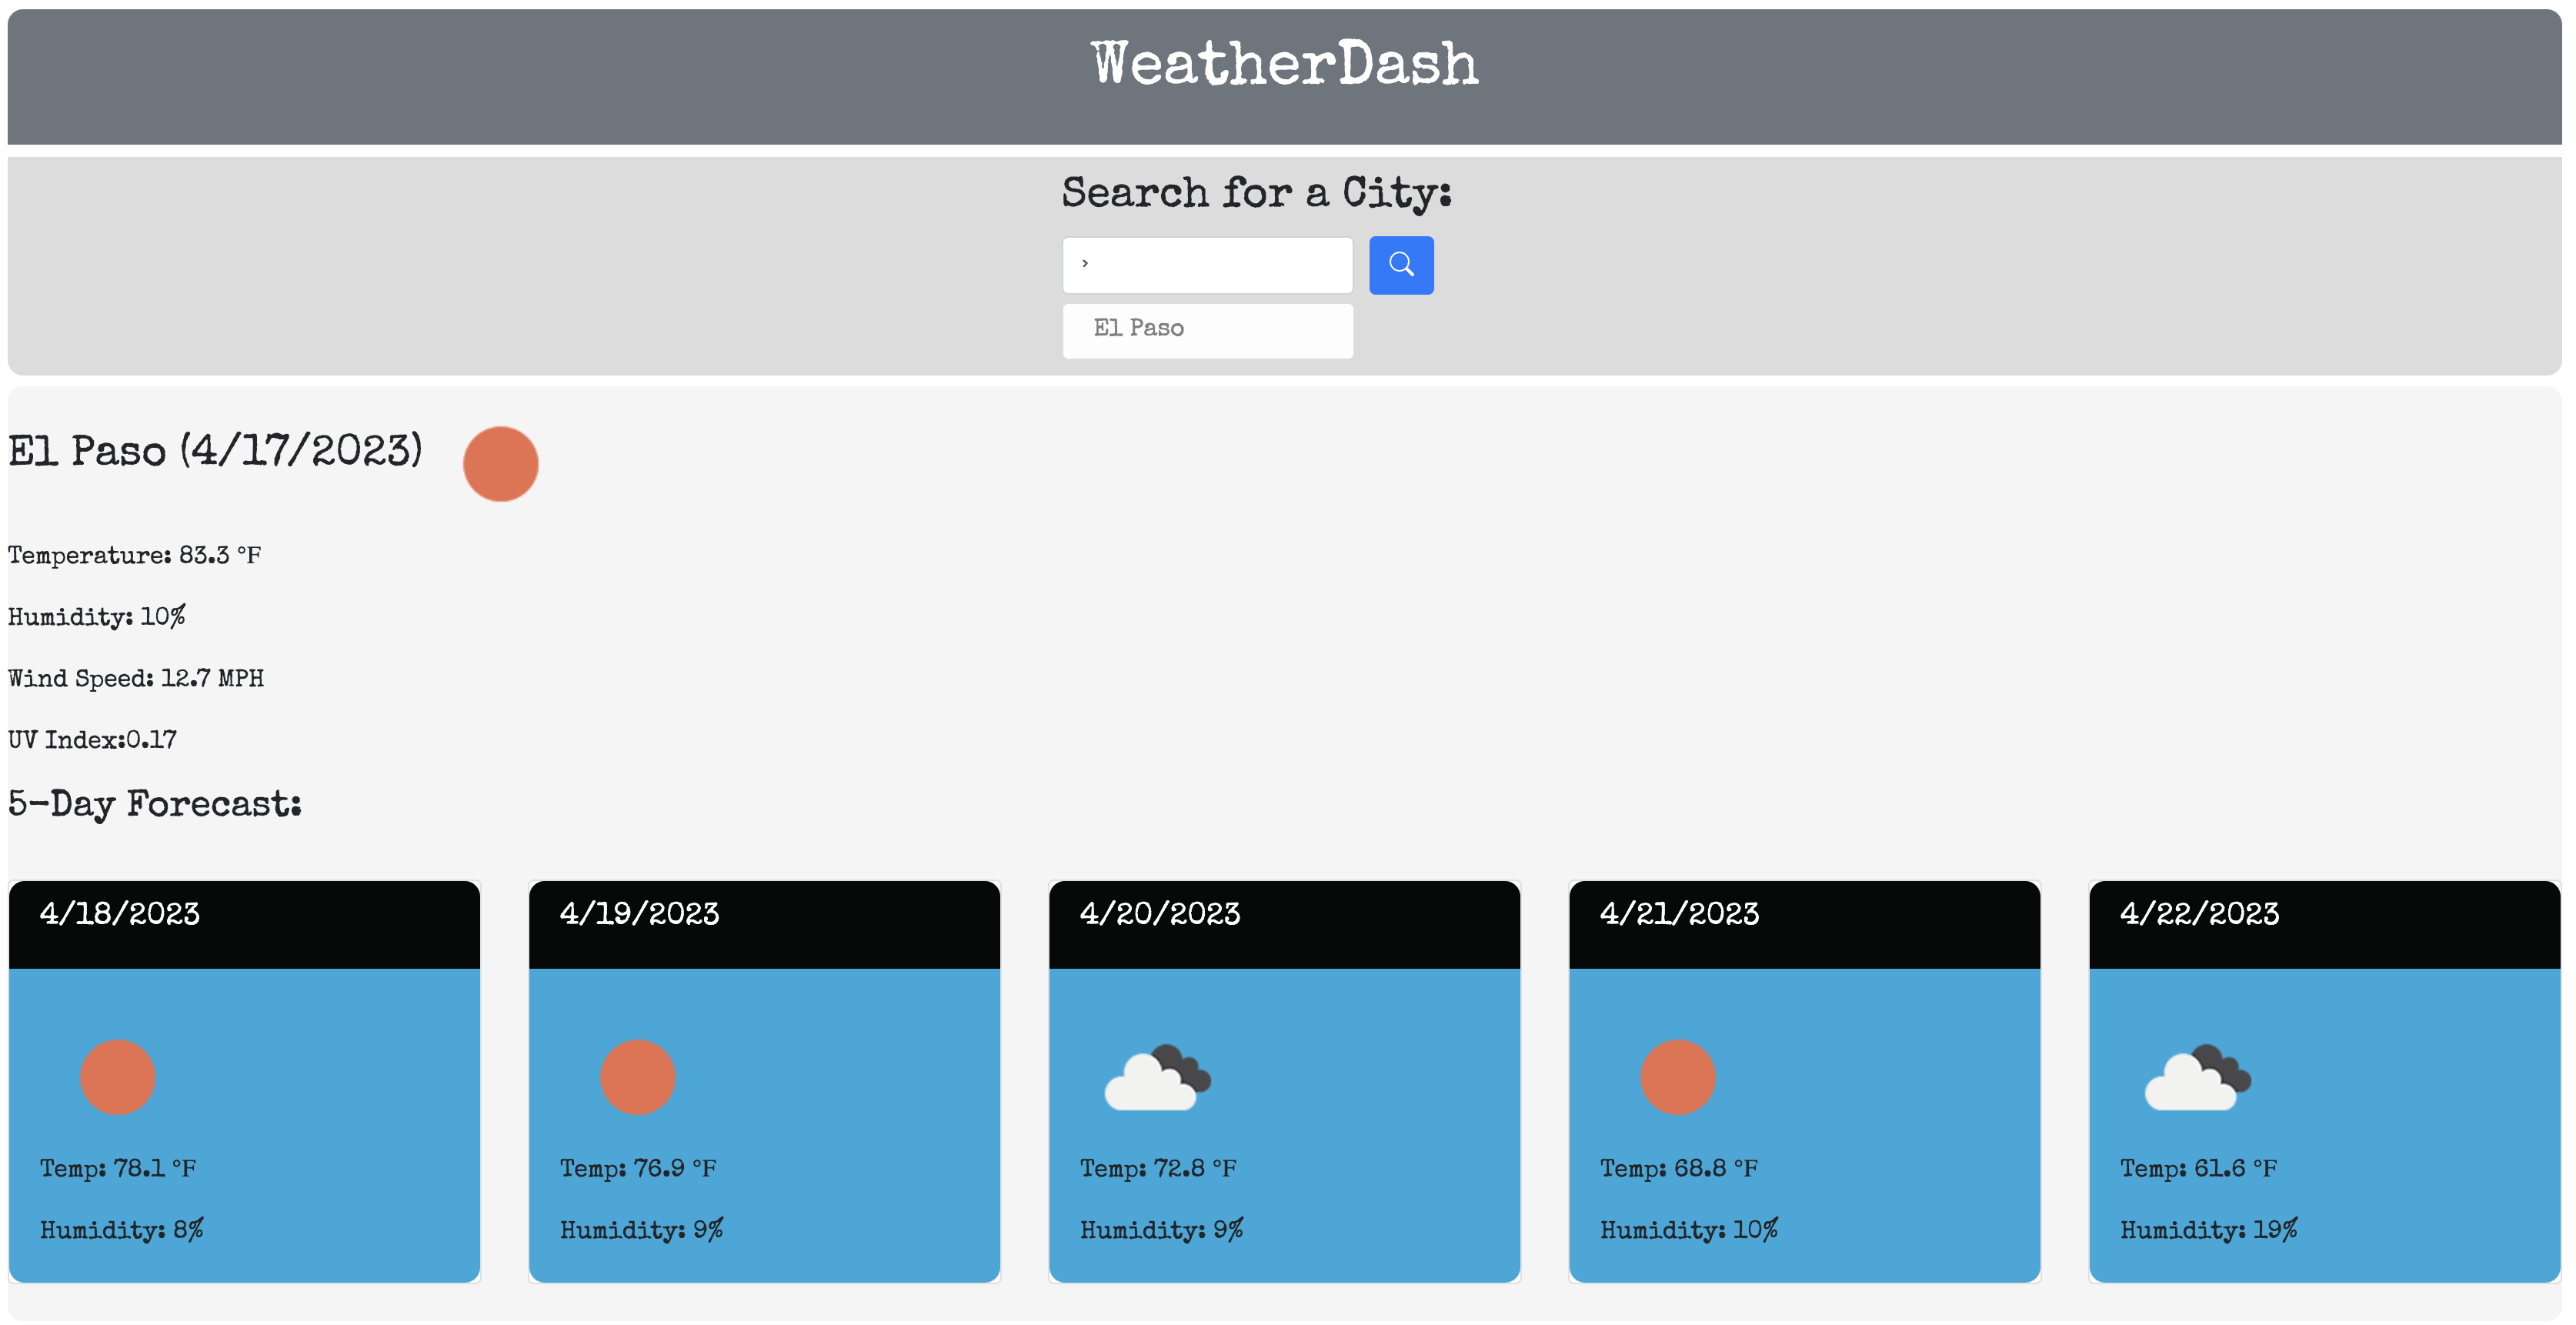 WeatherDash
Search for a City:
>
El Paso
El Paso (4/17/2023)
Temperature: 83.3 °F
Humidity: 10%
Wind Speed: 12.7 MPH
UV Index:0.17
5-Day Forecast:
4/18/2023
Temp: 78.1 °F
Humidity: 8%
4/19/2023
Temp: 76.9 °F
Humidity: 9%
4/20/2023
Temp: 72.8 °F
Humidity: 9%
4/21/2023
Temp: 68.8 °F
Humidity: 10%
4/22/2023
Temp: 61.6 °F
Humidity: 19%